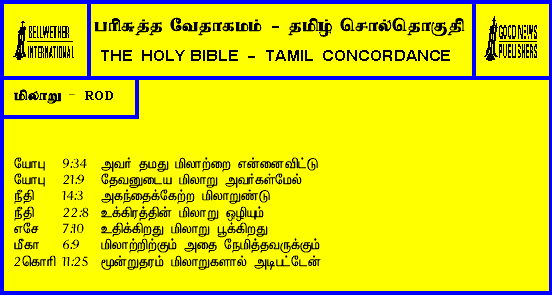 BELLWETHER
INTERNATIONAL
பரிசுத்த வேதாகமம் - தமிழ் சொல்தொகுதி
THE HOLY BIBLE - TAMIL CONCORDANCE
GOOD NEWS
PUBLISHERS
மிலாறு - ROD
யோபு 9:34 அவர் தமது மிலாற்றை என்னைவிட்டு
யோபு 21:9 தேவனுடைய மிலாறு அவர்கள்மேல்
நீதி 14:3 அகந்தைக்கேற்ற மிலாறுண்டு
நீதி 22:8 உக்கிரத்தின் மிலாறு ஒழியும்
எசே 7:10 உதிக்கிறது மிலாறு பூக்கிறது
மீகா 6:9 மிலாற்றிற்கும் அதை நேமித்தவருக்கும்
2கொரி 11:25 மூன்றுதரம் மிலாறுகளால் அடிபட்டேன்